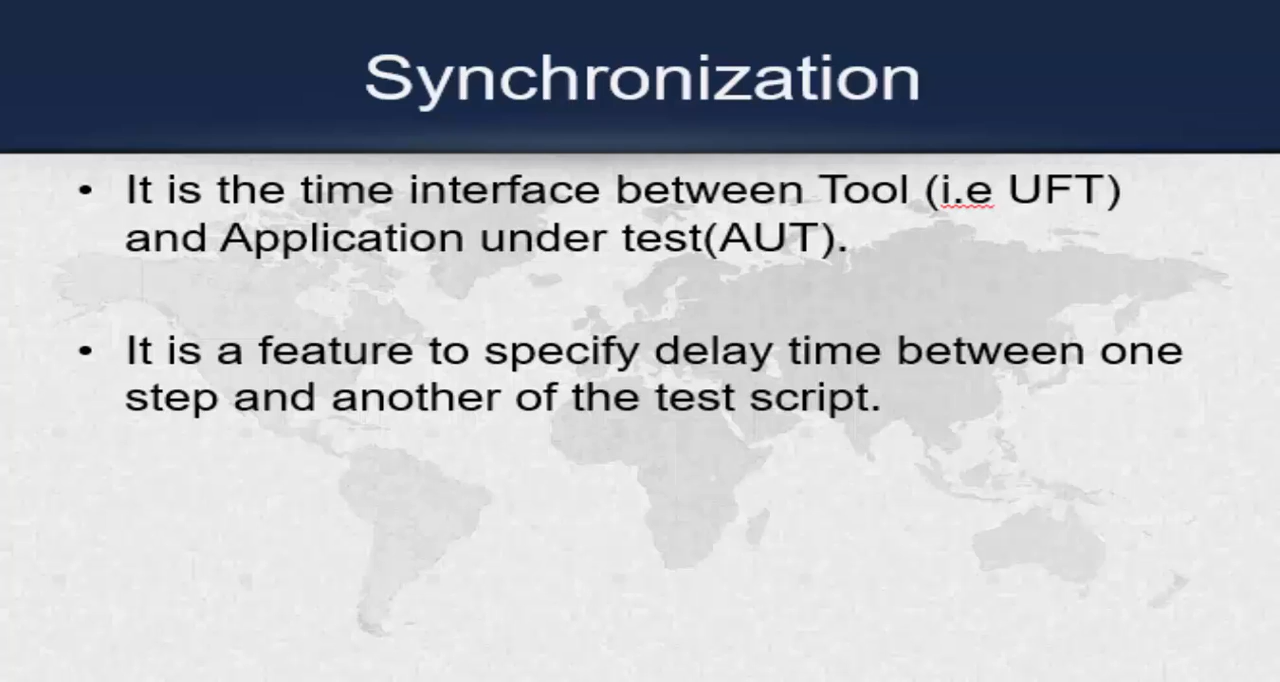 Synchronization
• It is the time interface between Tool (i.e UFT)
and Application under test(AUT).
• It is a feature to specify delay time between one
step and another of the test script.